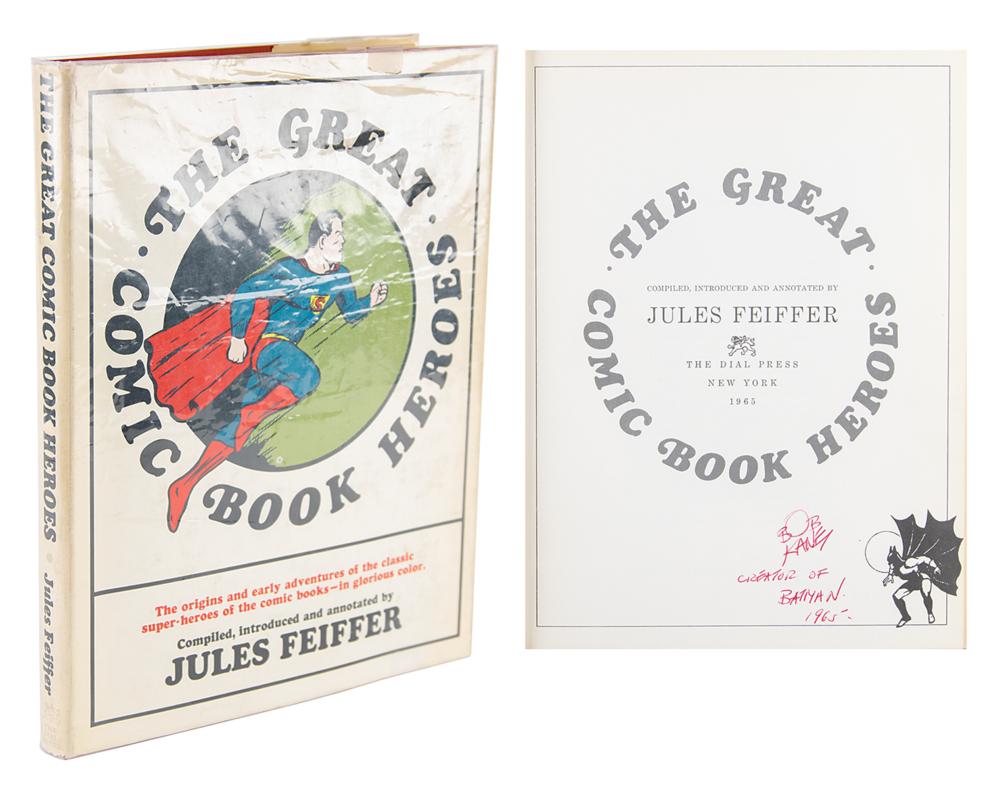 THE GREAT COMIC BOOK HEROES • Jules Feiffer
• THE GREAT •
COMIC BOOK HEROES
The origins and early adventures of the classic
super-heroes of the comic books—in glorious color.
Compiled, introduced and annotated by
JULES FEIFFER
• THE GREAT •
COMIC BOOK HEROES
COMPILED, INTRODUCED AND ANNOTATED BY
JULES FEIFFER
THE DIAL PRESS
NEW YORK
1965
BOB
KANE
CREATOR OF
BATMAN.
1965-